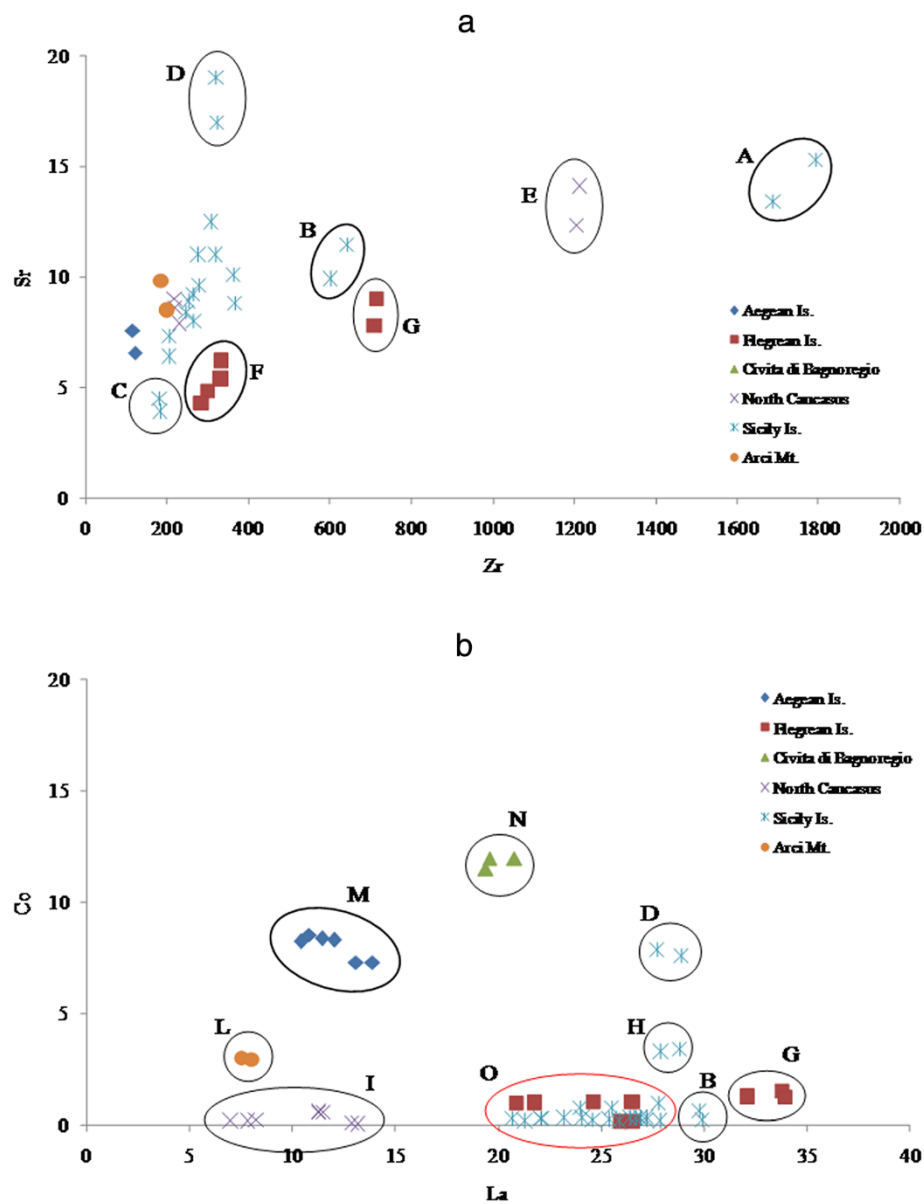 a
20
D
A
15
E
B
Sr
10
G
Aegean Is.
Flegrean Is.
Civita di Bagnoregio
North Caucasus
Sicily Is.
Arci Mt.
C
F
5
0
0 200 400 600 800 1000 1200 1400 1600 1800 2000
Zr
b
20
Aegean Is.
Flegrean Is.
Civita di Bagnoregio
North Caucasus
Sicily Is.
Arci Mt.
15
N
Co
10
M
D
5
L
H
G
O
I
B
0
0 5 10 15 20 25 30 35 40
La